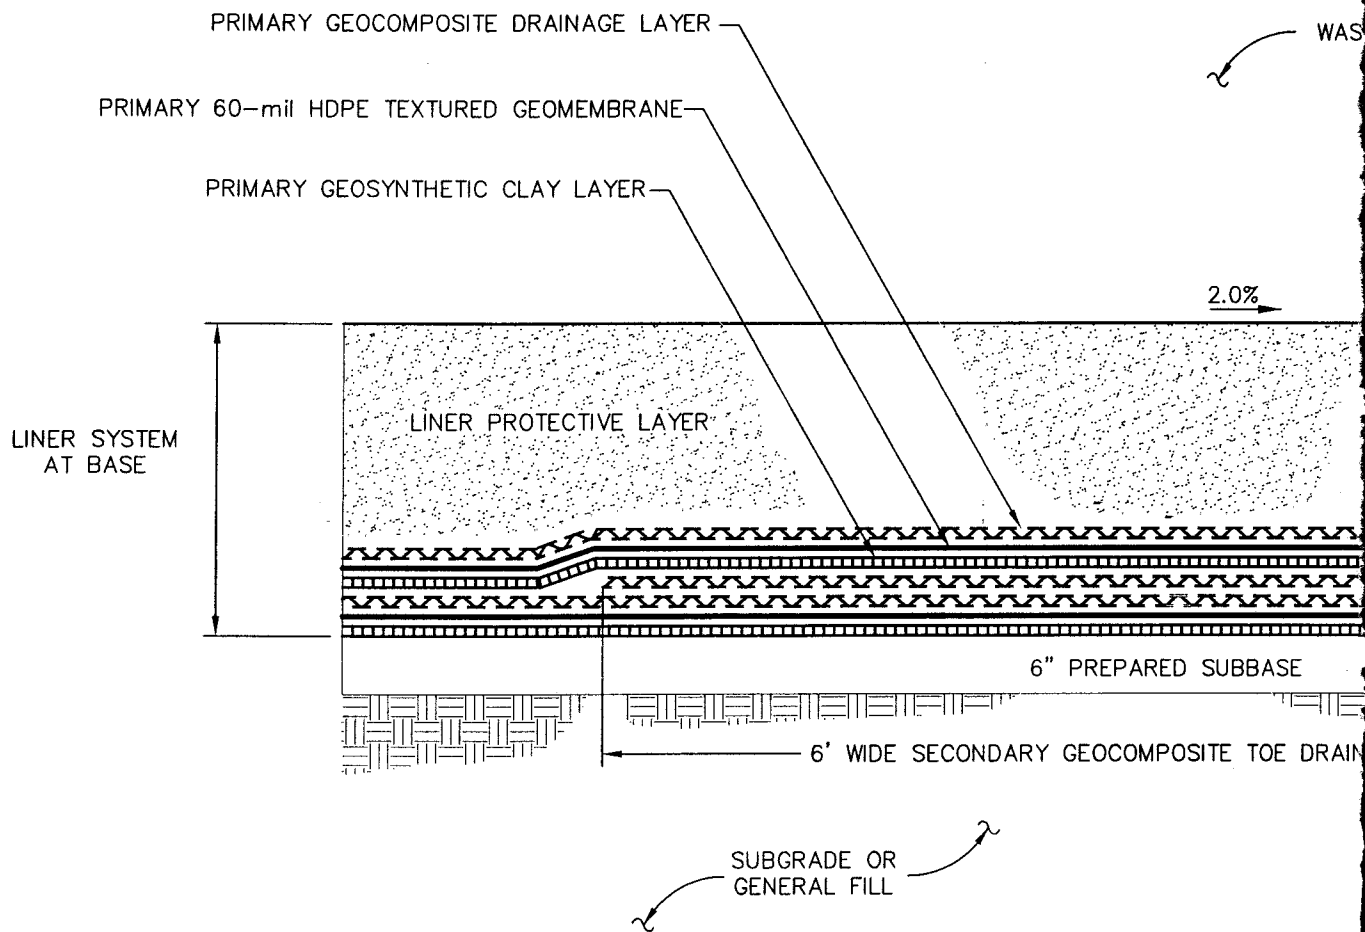 PRIMARY GEOCOMPOSITE DRAINAGE LAYER
WAS
PRIMARY 60-mil HDPE TEXTURED GEOMEMBRANE
PRIMARY GEOSYNTHETIC CLAY LAYER
2.0%
LINER PROTECTIVE LAYER
LINER SYSTEM
AT BASE
6" PREPARED SUBBASE
6' WIDE SECONDARY GEOCOMPOSITE TOE DRAIN
SUBGRADE OR
GENERAL FILL